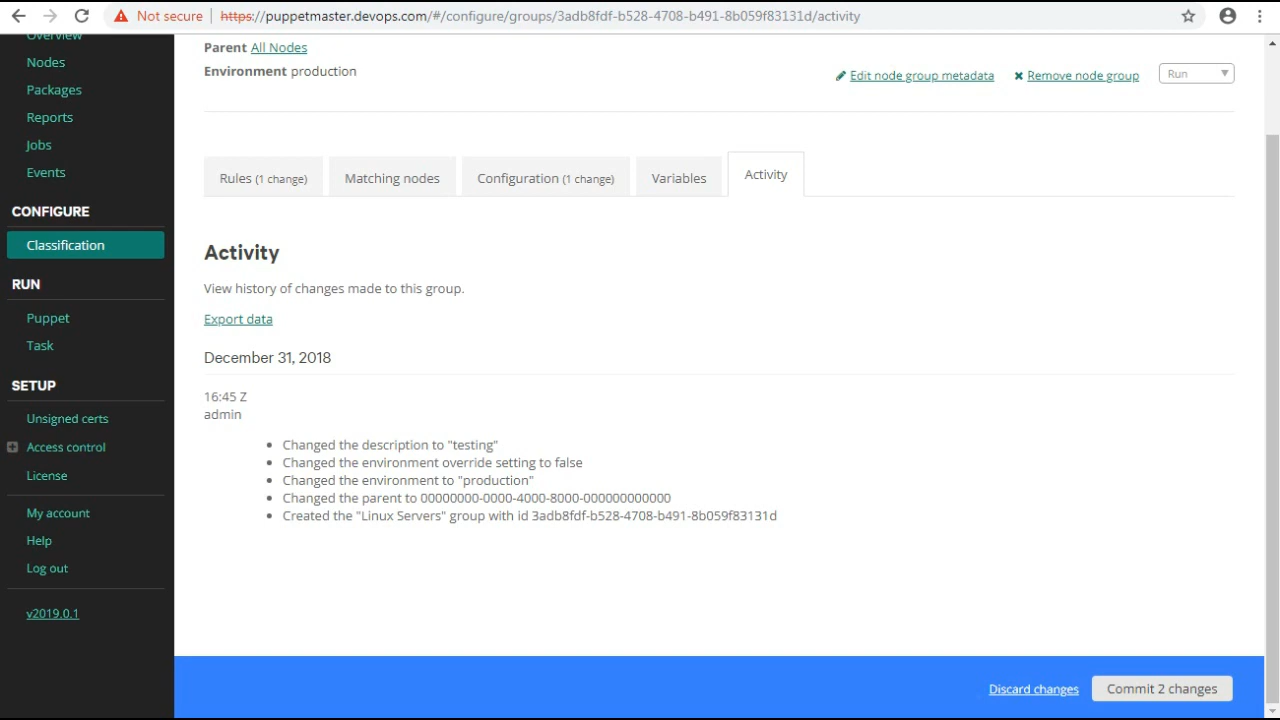 Not secure | https://puppetmaster.devops.com/#/configure/groups/3adb8fdf-b528-4708-b491-8b059f83131d/activity
Overview
Nodes
Packages
Reports
Jobs
Events
CONFIGURE
Classification
RUN
Puppet
Task
SETUP
Unsigned certs
Access control
License
My account
Help
Log out
v2019.0.1
Parent All Nodes
Environment production
Edit node group metadata
Remove node group
Run
Rules (1 change)
Matching nodes
Configuration (1 change)
Variables
Activity
Activity
View history of changes made to this group.
Export data
December 31, 2018
16:45 Z
admin
• Changed the description to "testing"
• Changed the environment override setting to false
• Changed the environment to "production"
• Changed the parent to 00000000-0000-4000-8000-000000000000
• Created the "Linux Servers" group with id 3adb8fdf-b528-4708-b491-8b059f83131d
Discard changes
Commit 2 changes